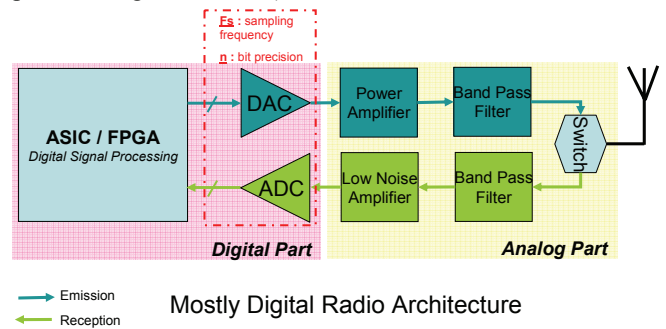 Fs : sampling
frequency
n : bit precision
ASIC / FPGA
Digital Signal Processing
DAC
Power
Amplifier
Band Pass
Filter
Switch
ADC
Low Noise
Amplifier
Band Pass
Filter
Digital Part
Analog Part
Emission
Reception
Mostly Digital Radio Architecture